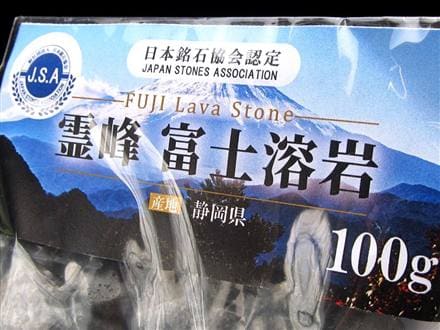 日本銘石協会認定
JAPAN STONES ASSOCIATION
J.S.A
FUJI Lava Stone
霊峰 富士溶岩
産地 静岡県
100g